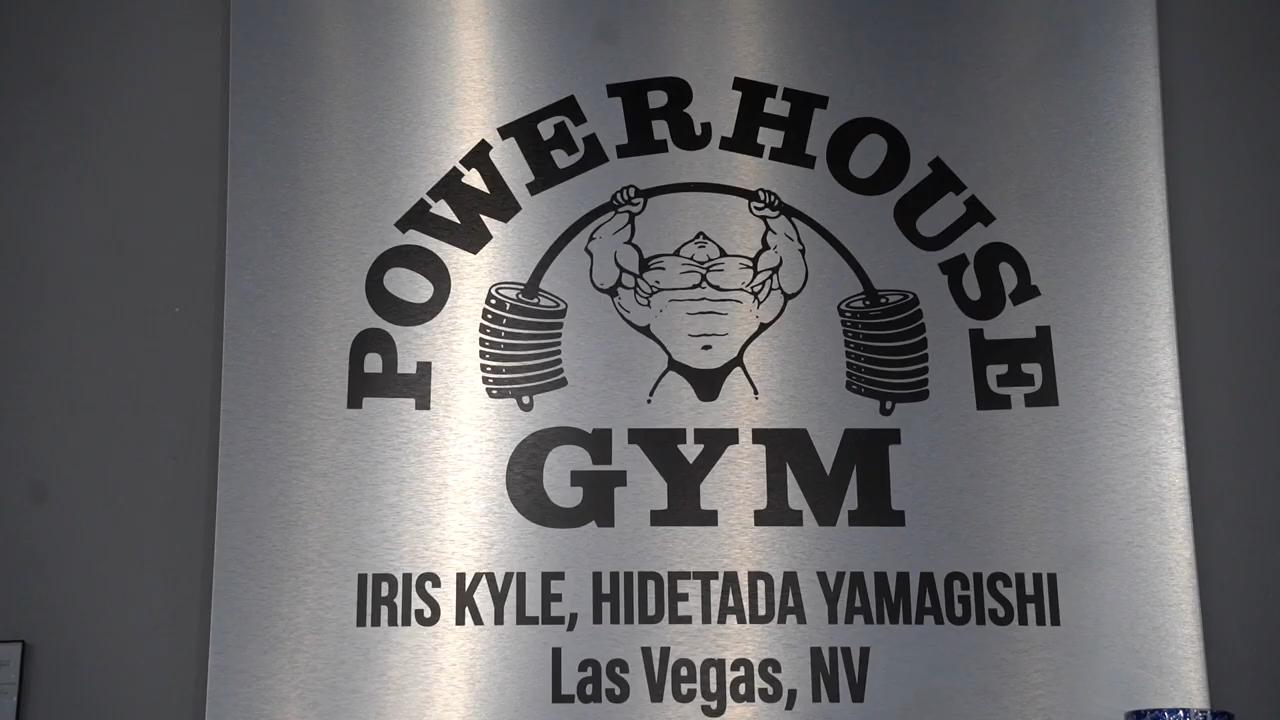 POWERHOUSE
GYM
IRIS KYLE, HIDETADA YAMAGISHI
Las Vegas, NV